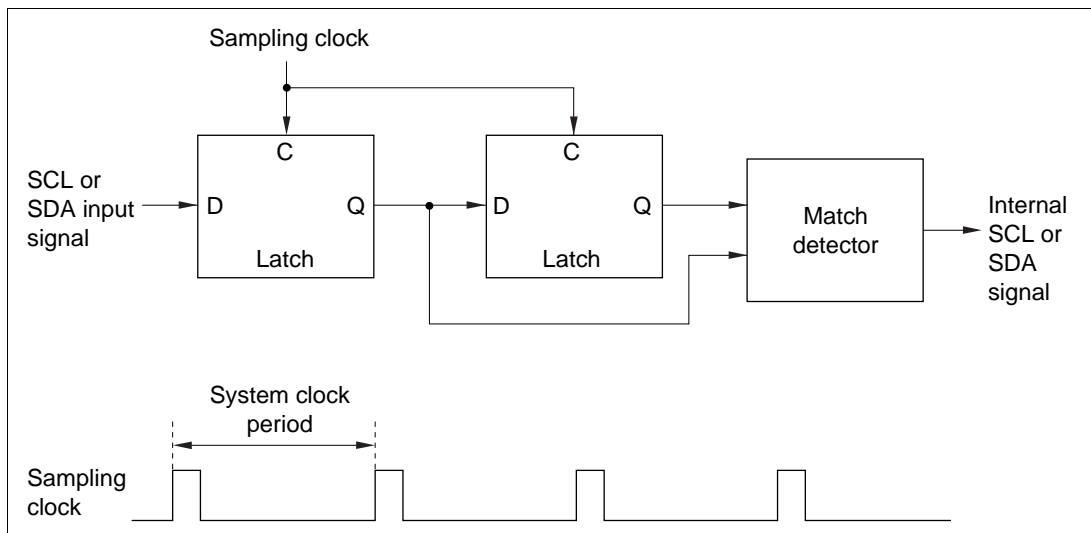 Sampling clock
C
C
SCL or
SDA input
signal
D
Q
D
Q
Latch
Latch
Match
detector
Internal
SCL or
SDA
signal
System clock
period
Sampling
clock